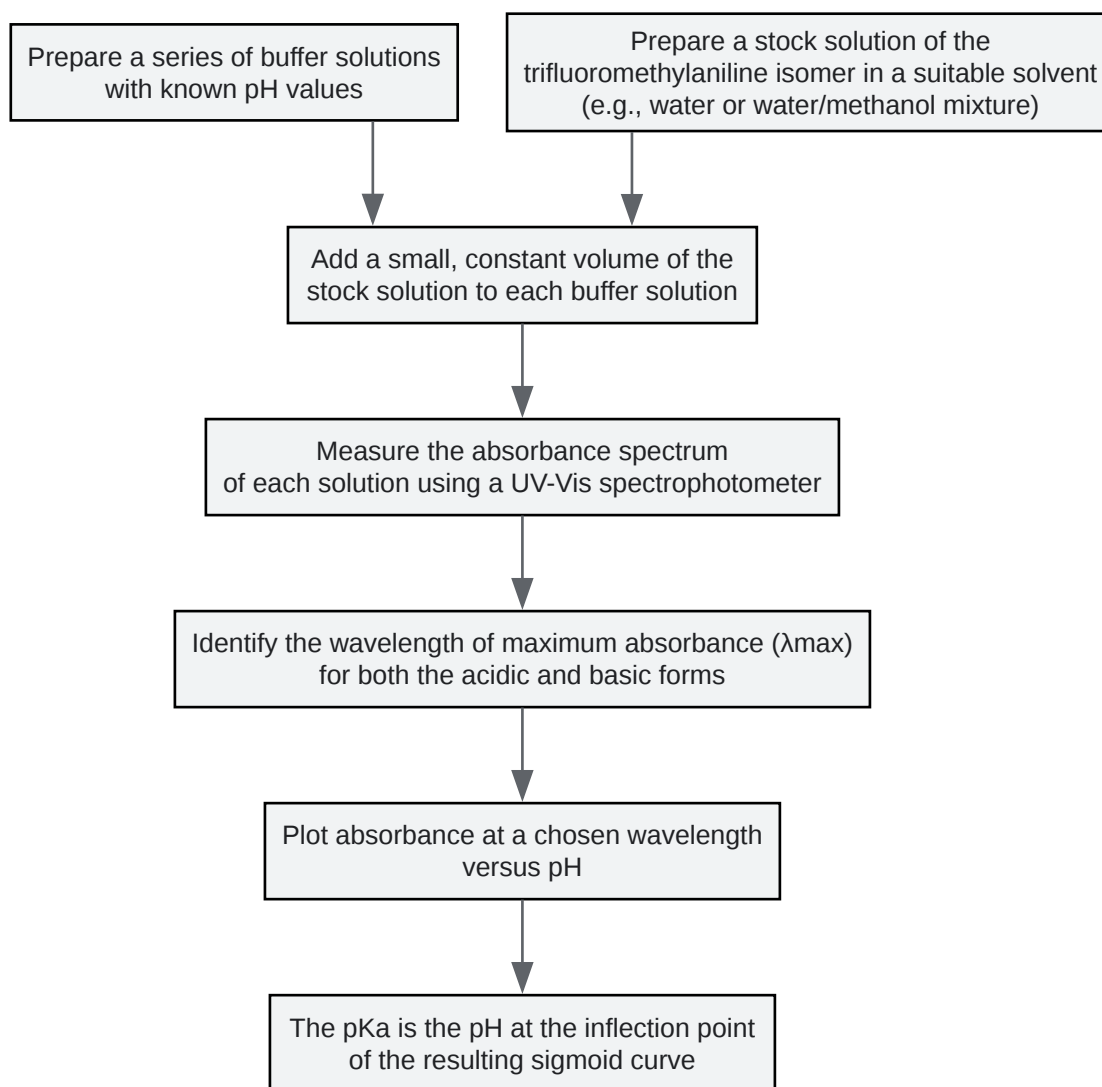 Prepare a series of buffer solutions
with known pH values
Prepare a stock solution of the
trifluoromethylaniline isomer in a suitable solvent
(e.g., water or water/methanol mixture)
Add a small, constant volume of the
stock solution to each buffer solution
Measure the absorbance spectrum
of each solution using a UV-Vis spectrophotometer
Identify the wavelength of maximum absorbance (λmax)
for both the acidic and basic forms
Plot absorbance at a chosen wavelength
versus pH
The pKa is the pH at the inflection point
of the resulting sigmoid curve